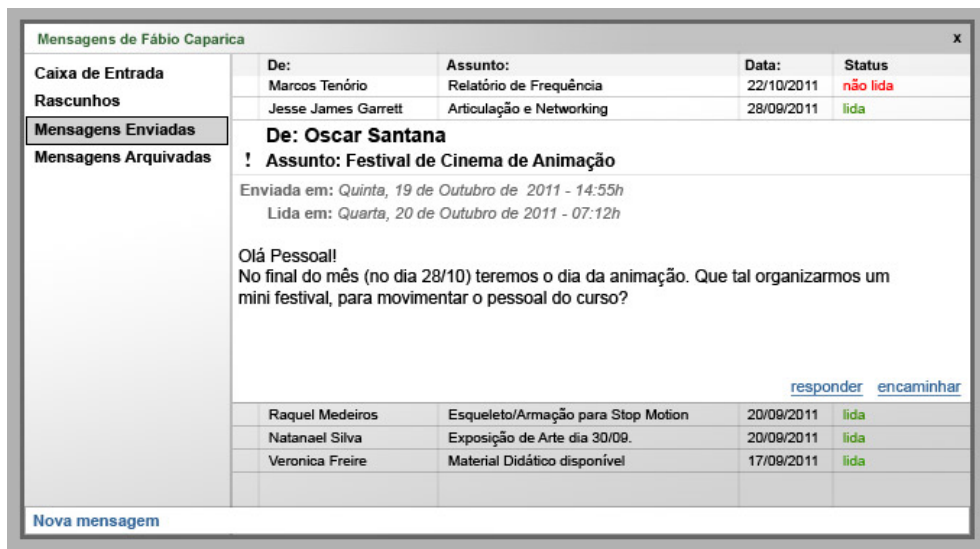 Mensagens de Fábio Caparica x
Caixa de Entrada
Rascunhos
Mensagens Enviadas
Mensagens Arquivadas
De: Assunto: Data: Status
Marcos Tenório Relatório de Frequência 22/10/2011 não lida
Jesse James Garrett Articulação e Networking 28/09/2011 lida
De: Oscar Santana
! Assunto: Festival de Cinema de Animação
Enviada em: Quinta, 19 de Outubro de 2011 - 14:55h
Lida em: Quarta, 20 de Outubro de 2011 - 07:12h
Olá Pessoal!
No final do mês (no dia 28/10) teremos o dia da animação. Que tal organizarmos um
mini festival, para movimentar o pessoal do curso?
responder encaminhar
Raquel Medeiros Esqueleto/Armação para Stop Motion 20/09/2011 lida
Natanael Silva Exposição de Arte dia 30/09. 20/09/2011 lida
Veronica Freire Material Didático disponível 17/09/2011 lida
Nova mensagem